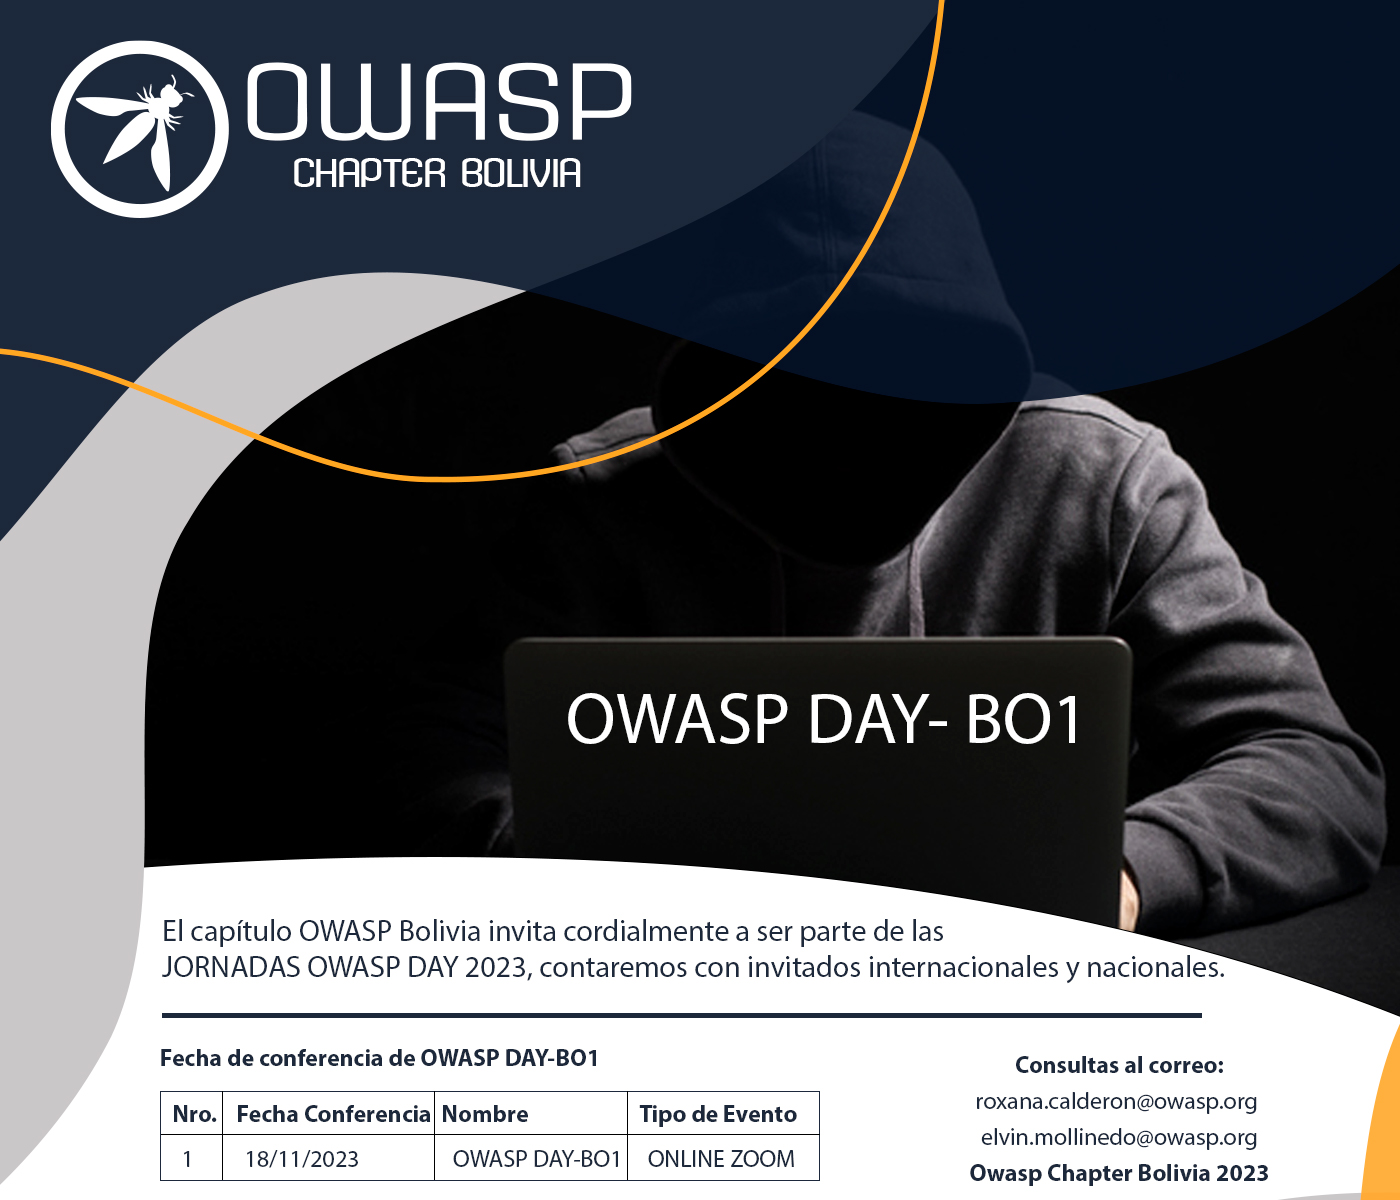 OWASP
CHAPTER BOLIVIA
OWASP DAY- BO1
El capítulo OWASP Bolivia invita cordialmente a ser parte de las
JORNADAS OWASP DAY 2023, contaremos con invitados internacionales y nacionales.
Fecha de conferencia de OWASP DAY-BO1
Nro. Fecha Conferencia Nombre Tipo de Evento
1 18/11/2023 OWASP DAY-BO1 ONLINE ZOOM
Consultas al correo:
roxana.calderon@owasp.org
elvin.mollinedo@owasp.org
Owasp Chapter Bolivia 2023